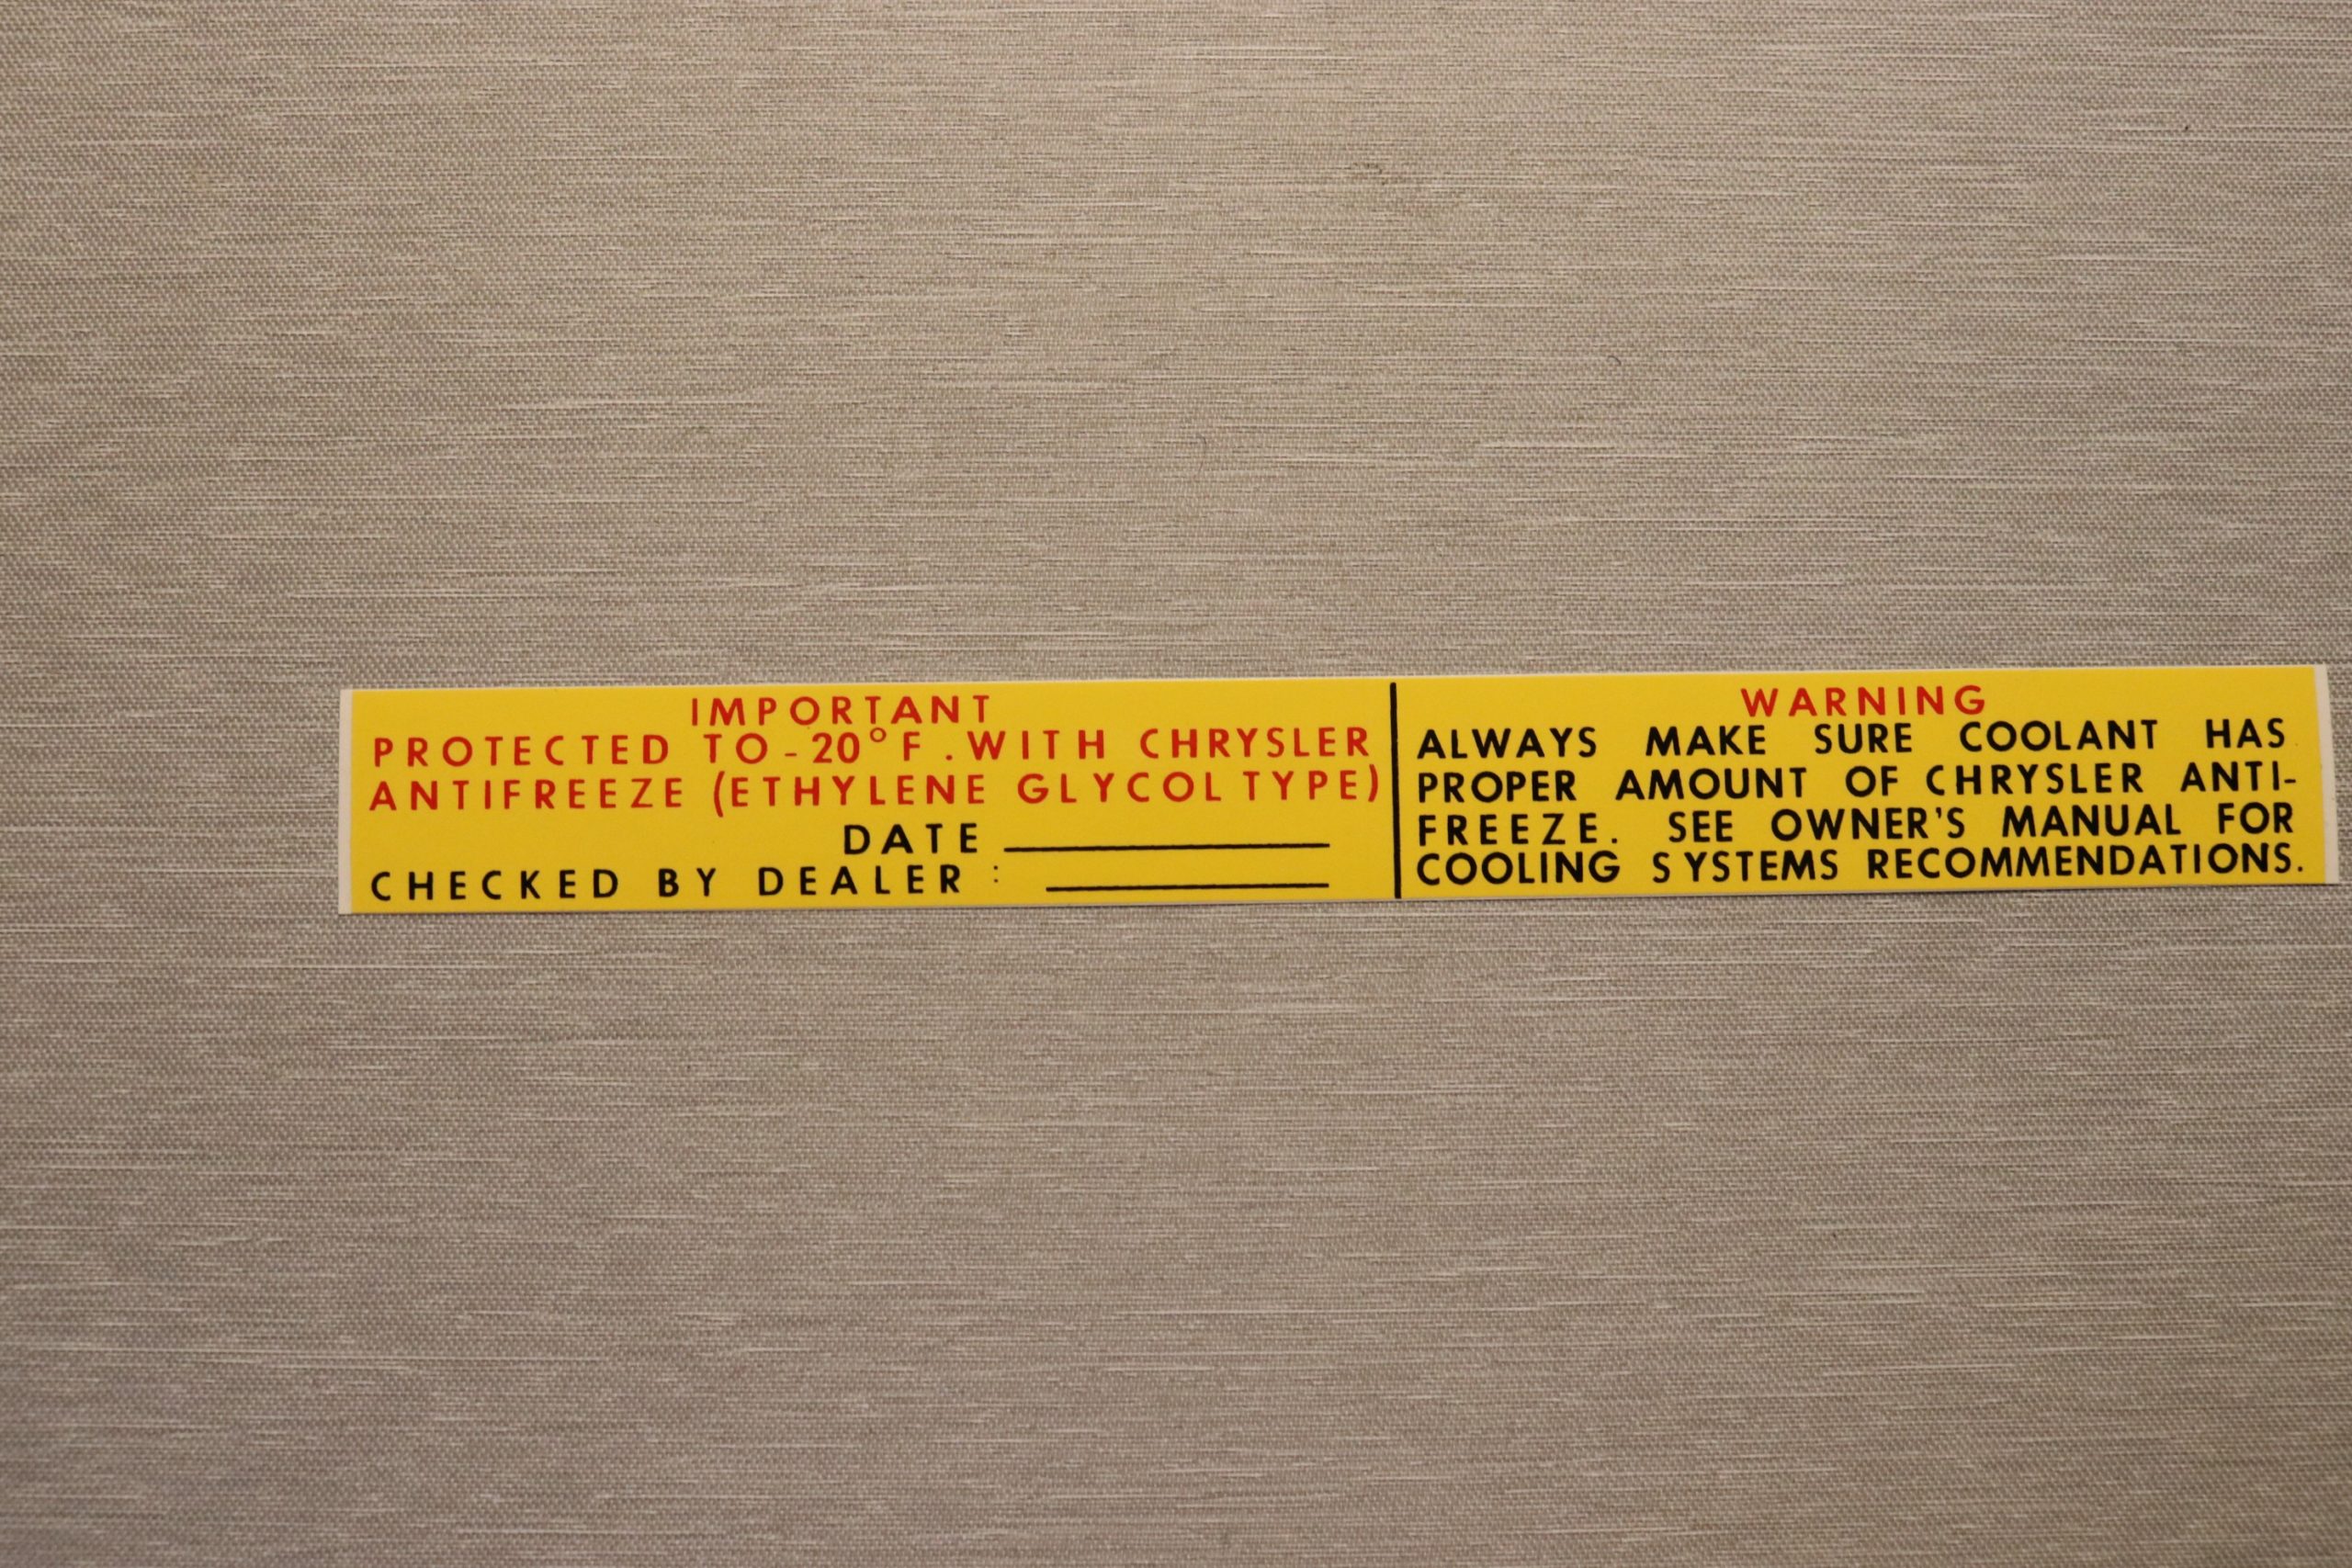 IMPORTANT
PROTECTED TO -20°F. WITH CHRYSLER
ANTIFREEZE (ETHYLENE GLYCOL TYPE)
DATE
CHECKED BY DEALER :
WARNING
ALWAYS MAKE SURE COOLANT HAS
PROPER AMOUNT OF CHRYSLER ANTI-
FREEZE. SEE OWNER'S MANUAL FOR
COOLING SYSTEMS RECOMMENDATIONS.